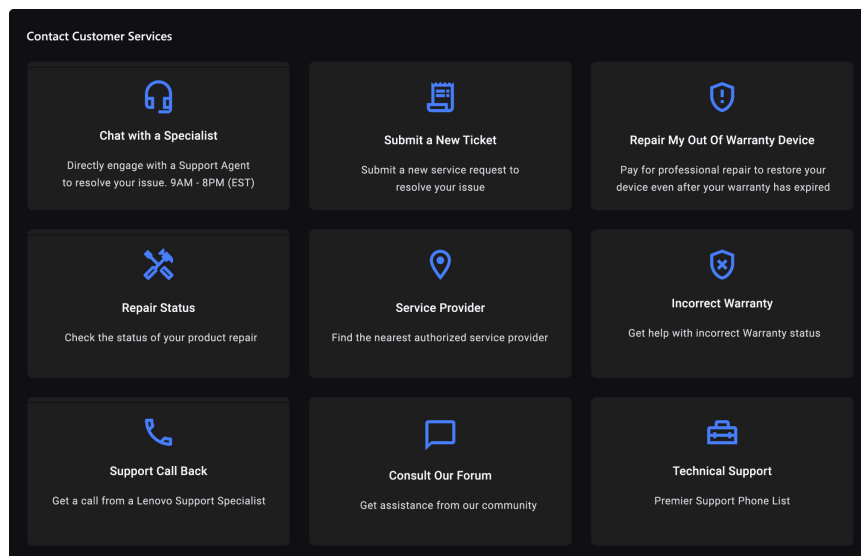 Contact Customer Services
Chat with a Specialist
Directly engage with a Support Agent
to resolve your issue. 9AM - 8PM (EST)
Submit a New Ticket
Submit a new service request to
resolve your issue
Repair My Out Of Warranty Device
Pay for professional repair to restore your
device even after your warranty has expired
Repair Status
Check the status of your product repair
Service Provider
Find the nearest authorized service provider
Incorrect Warranty
Get help with incorrect Warranty status
Support Call Back
Get a call from a Lenovo Support Specialist
Consult Our Forum
Get assistance from our community
Technical Support
Premier Support Phone List